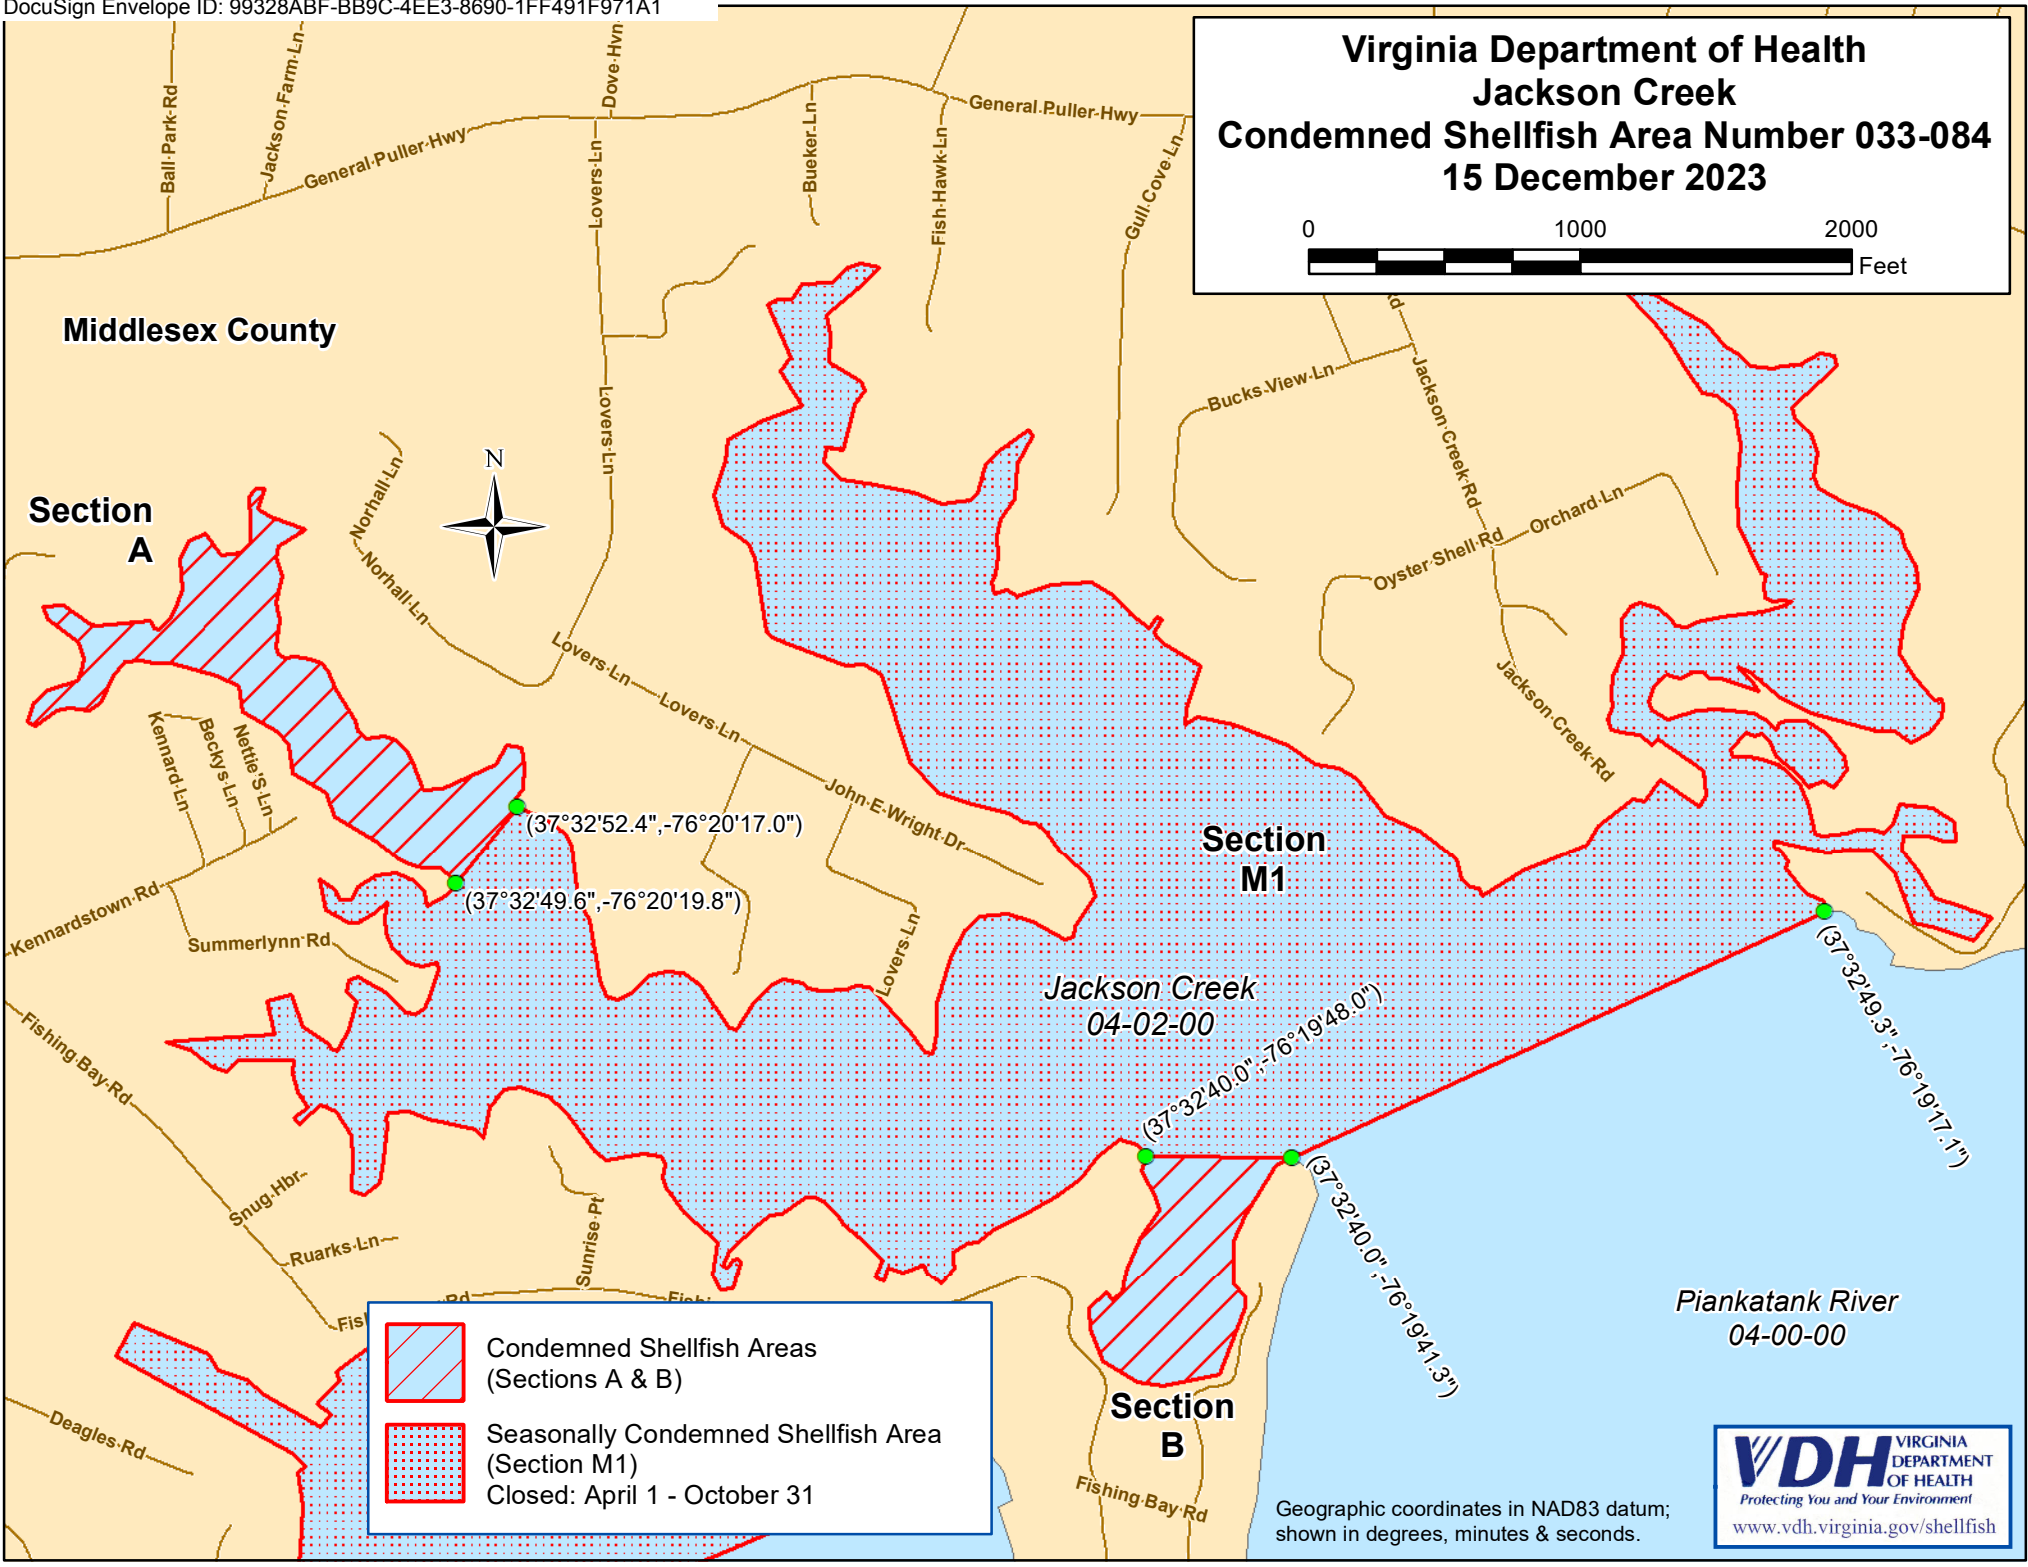 DocuSign Envelope ID: 99328ABF-BB9C-4EE3-8690-1FF491F971A1
Virginia Department of Health
Jackson Creek
Condemned Shellfish Area Number 033-084
15 December 2023
0 1000 2000
Feet
Ball Park Rd
Jackson Farm Ln
General Puller Hwy
Dove Hvn
Lovers Ln
Bueker Ln
Fish Hawk Ln
General Puller Hwy
Gull Cove Ln
Middlesex County
Rd
Bucks View Ln
Jackson Creek Rd
Lovers Ln
N
Norhall Ln
Norhall Ln
Section
A
Orchard Ln
Oyster Shell Rd
Jackson Creek Rd
Lovers Ln
Lovers Ln
John E Wright Dr
Lovers Ln
Kennard Ln
Beckys Ln
Nettie'S Ln
(37°32'52.4",-76°20'17.0")
(37°32'49.6",-76°20'19.8")
Section
M1
Kennardstown Rd
Summerlynn Rd
Jackson Creek
04-02-00
(37°32'40.0",-76°19'48.0")
(37°32'49.3",-76°19'17.1")
(37°32'40.0",-76°19'41.3")
Fishing Bay Rd
Snug Hbr
Ruarks Ln
Sunrise Pt
Rd
Piankatank River
04-00-00
Condemned Shellfish Areas
(Sections A & B)
Seasonally Condemned Shellfish Area
(Section M1)
Closed: April 1 - October 31
Section
B
Deagles Rd
Fishing Bay Rd
Geographic coordinates in NAD83 datum;
shown in degrees, minutes & seconds.
VDH
VIRGINIA
DEPARTMENT
OF HEALTH
Protecting You and Your Environment
www.vdh.virginia.gov/shellfish